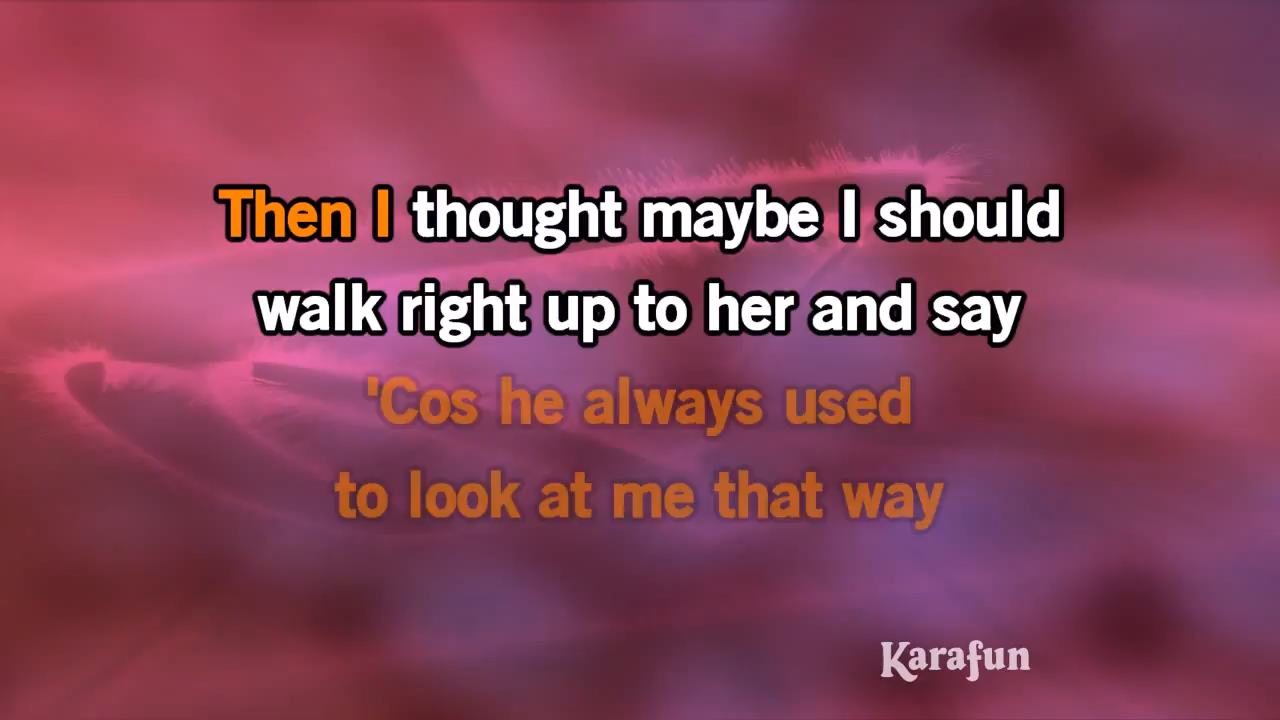 Then I thought maybe I should
walk right up to her and say
'Cos he always used
to look at me that way
Karafun